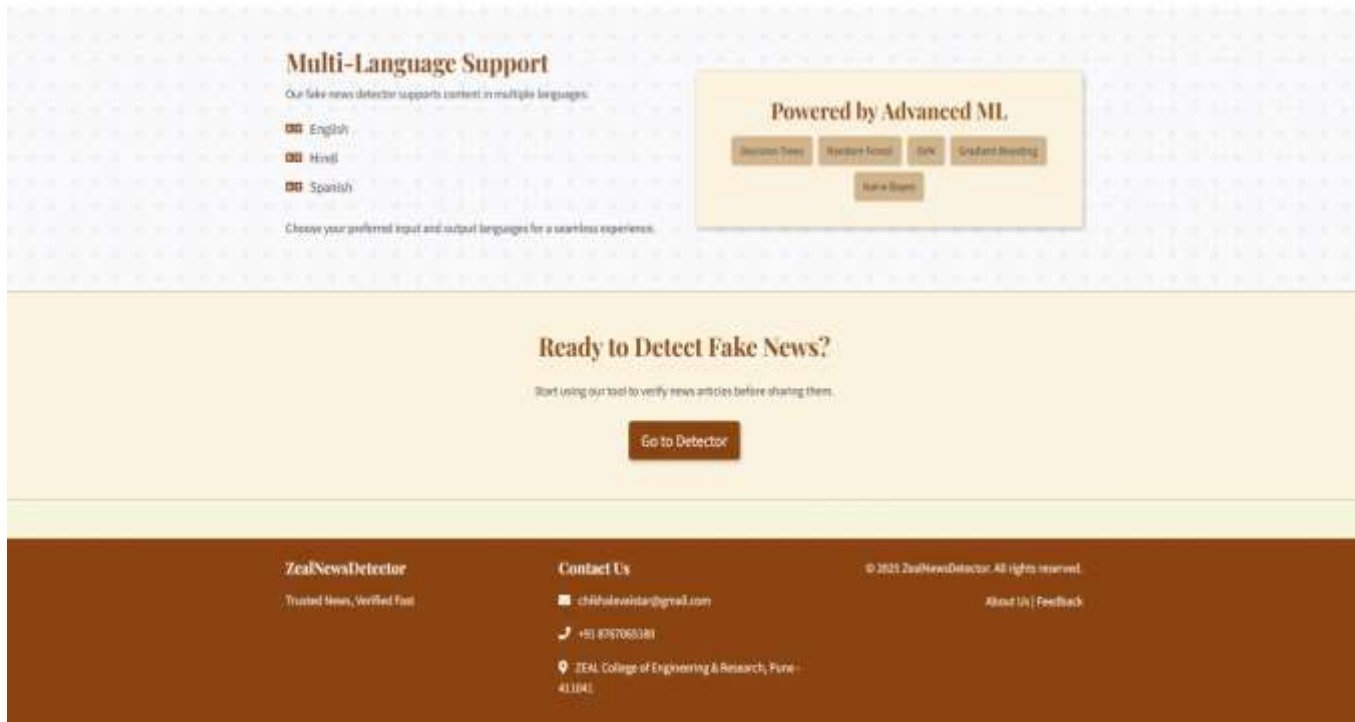 Multi-Language Support
Our fake news detector supports content in multiple languages.
English
Hindi
Spanish
Choose your preferred input and output languages for a seamless experience.
Powered by Advanced ML
Decision Trees Random Forest SVM Gradient Boosting
Naive Bayes
Ready to Detect Fake News?
Start using our tool to verify news articles before sharing them.
Go to Detector
ZealNewsDetector
Trusted News, Verified Fast
Contact Us
ZEAL College of Engineering & Research, Pune -
411041
© 2025 ZealNewsDetector. All rights reserved.
About Us | Feedback